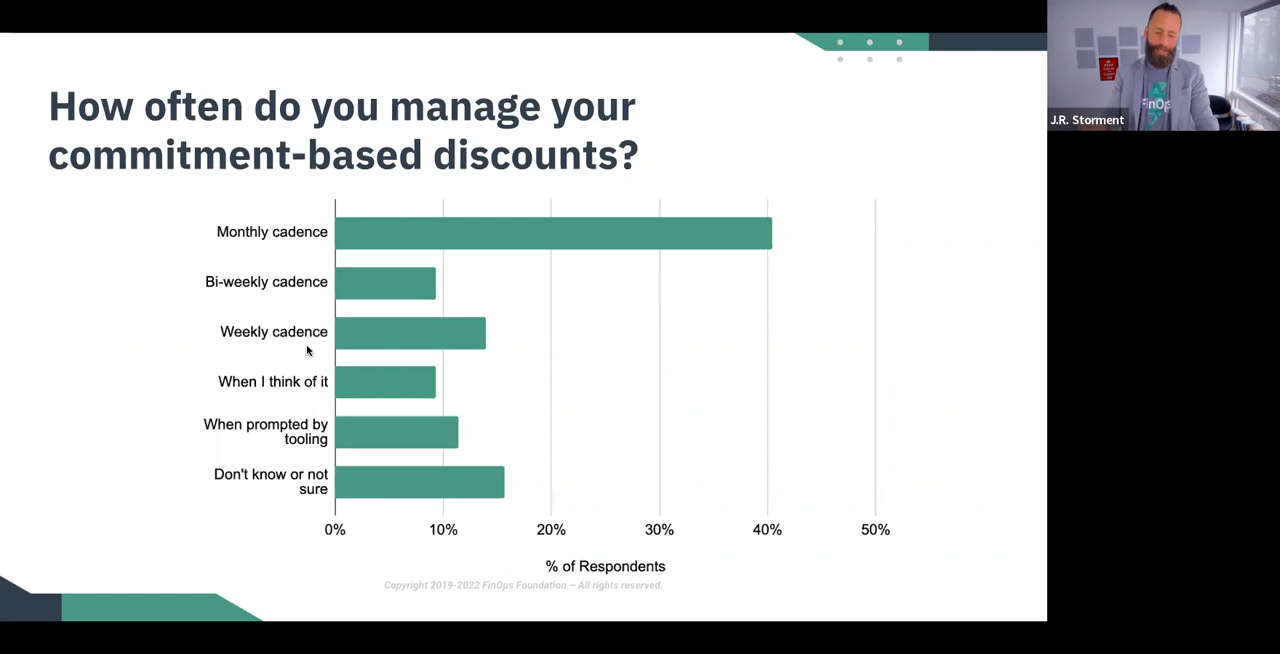 How often do you manage your
commitment-based discounts?
Monthly cadence
Bi-weekly cadence
Weekly cadence
When I think of it
When prompted by
tooling
Don't know or not
sure
0% 10% 20% 30% 40% 50%
% of Respondents
Copyright 2019-2022 FinOps Foundation – All rights reserved.
FinOps
J.R. Storment